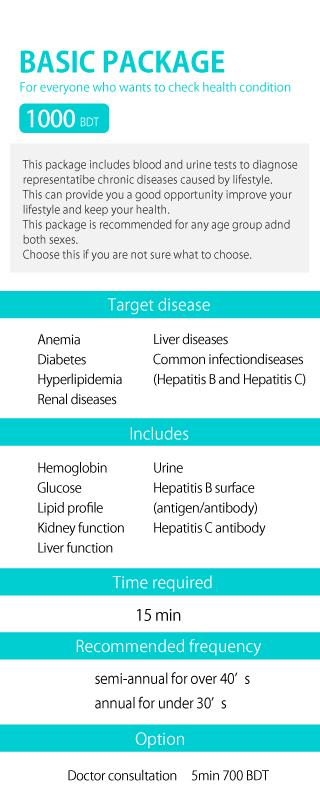 BASIC PACKAGE
For everyone who wants to check health condition
1000 BDT
This package includes blood and urine tests to diagnose
representatibe chronic diseases caused by lifestyle.
This can provide you a good opportunity improve your
lifestyle and keep your health.
This package is recommended for any age group adnd
both sexes.
Choose this if you are not sure what to choose.
Target disease
Anemia
Diabetes
Hyperlipidemia
Renal diseases
Liver diseases
Common infectiondiseases
(Hepatitis B and Hepatitis C)
Includes
Hemoglobin
Glucose
Lipid profile
Kidney function
Liver function
Urine
Hepatitis B surface
(antigen/antibody)
Hepatitis C antibody
Time required
15 min
Recommended frequency
semi-annual for over 40’s
annual for under 30’s
Option
Doctor consultation 5min 700 BDT